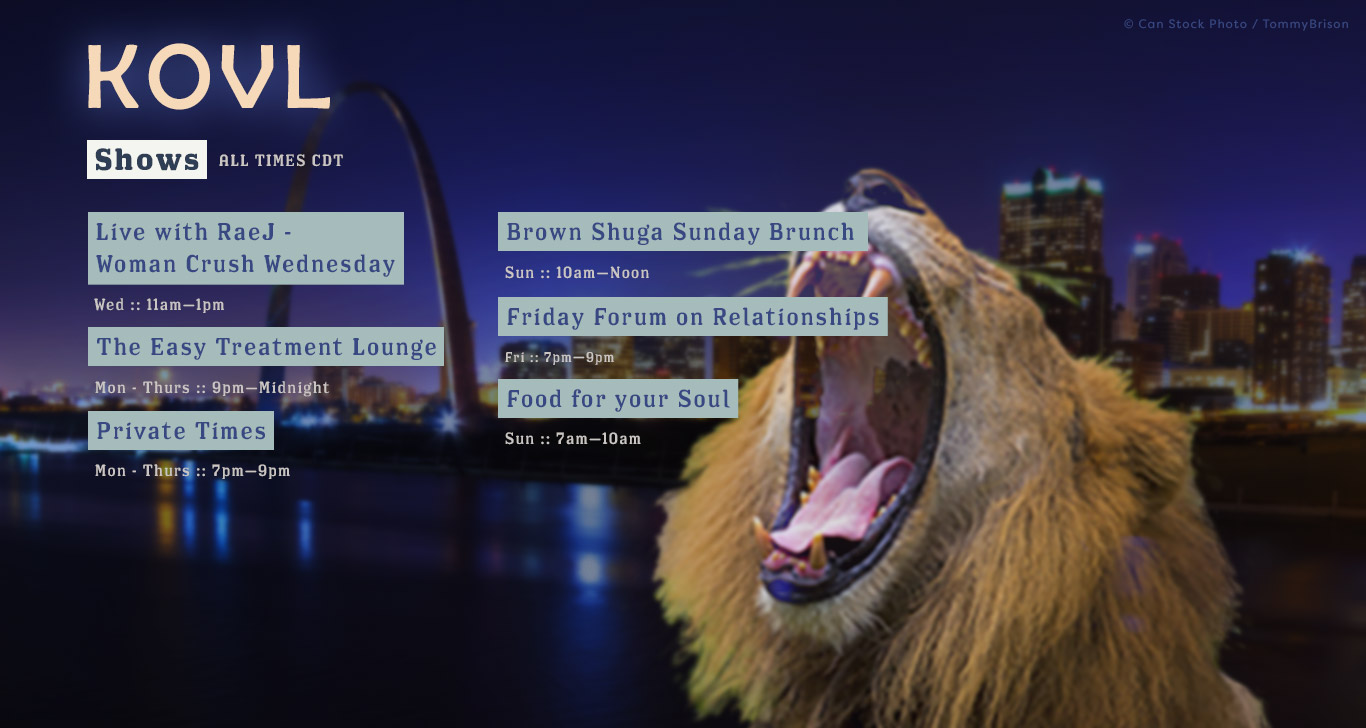 © Can Stock Photo / TommyBrison
KOVL
Shows ALL TIMES CDT
Live with RaeJ -
Woman Crush Wednesday
Wed :: 11am—1pm
The Easy Treatment Lounge
Mon - Thurs :: 9pm—Midnight
Private Times
Mon - Thurs :: 7pm—9pm
Brown Shuga Sunday Brunch
Sun :: 10am—Noon
Friday Forum on Relationships
Fri :: 7pm—9pm
Food for your Soul
Sun :: 7am—10am